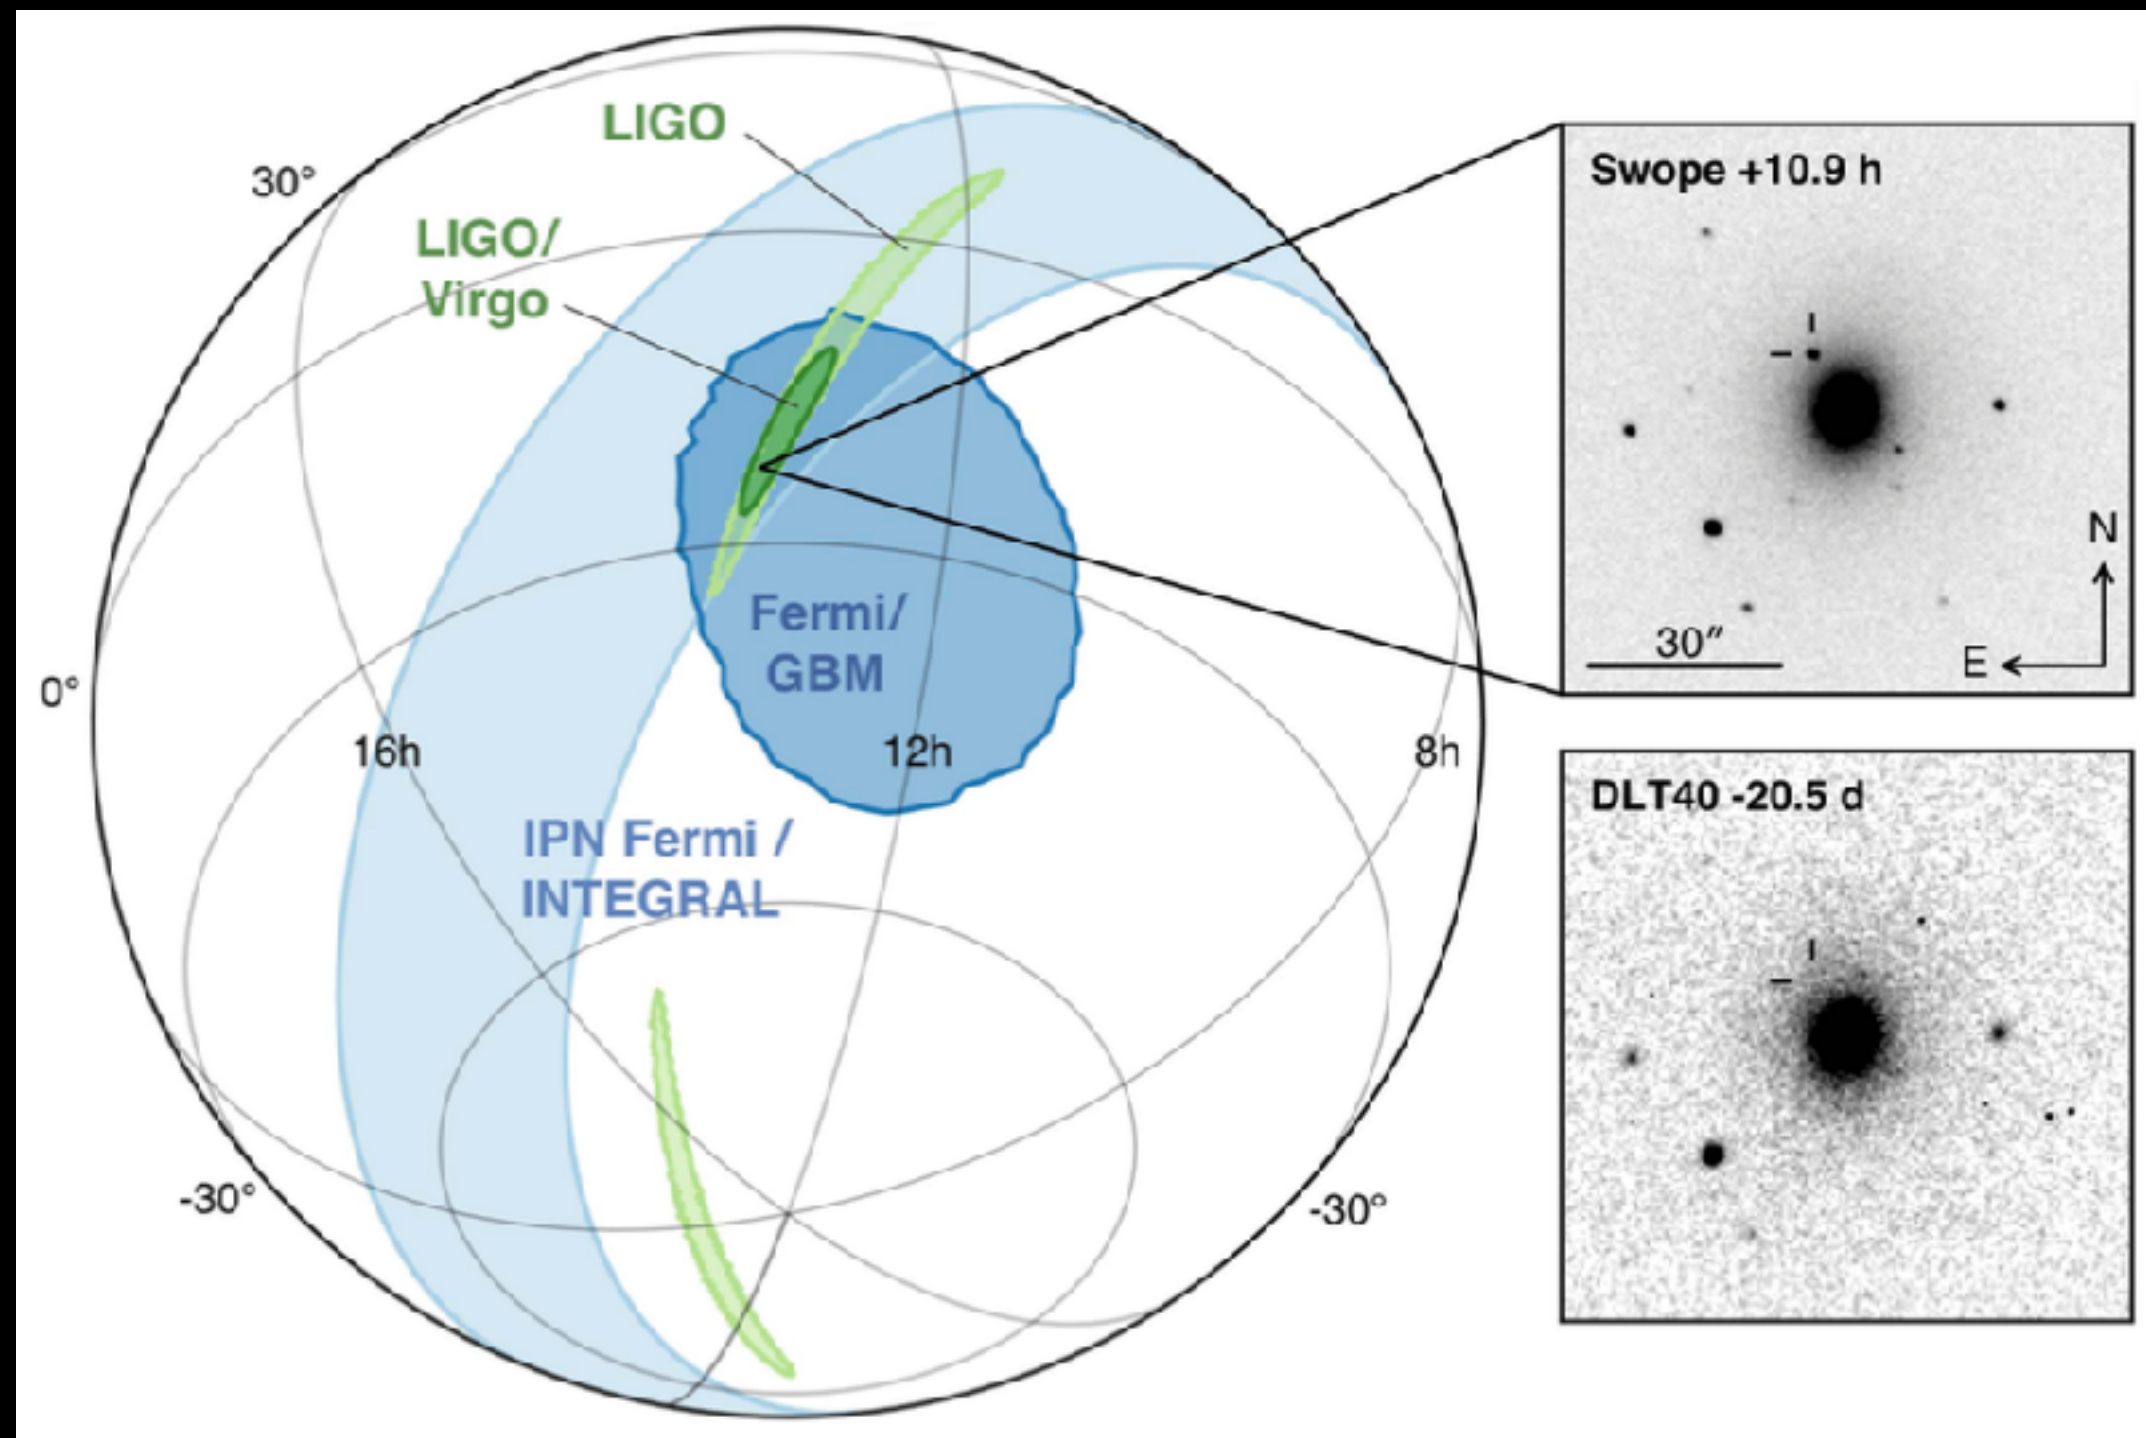 LIGO
30°
LIGO/
Virgo
Fermi/
GBM
0°
16h
12h
8h
IPN Fermi /
INTEGRAL
-30°
-30°
Swope +10.9 h
N
30″
E
DLT40 -20.5 d